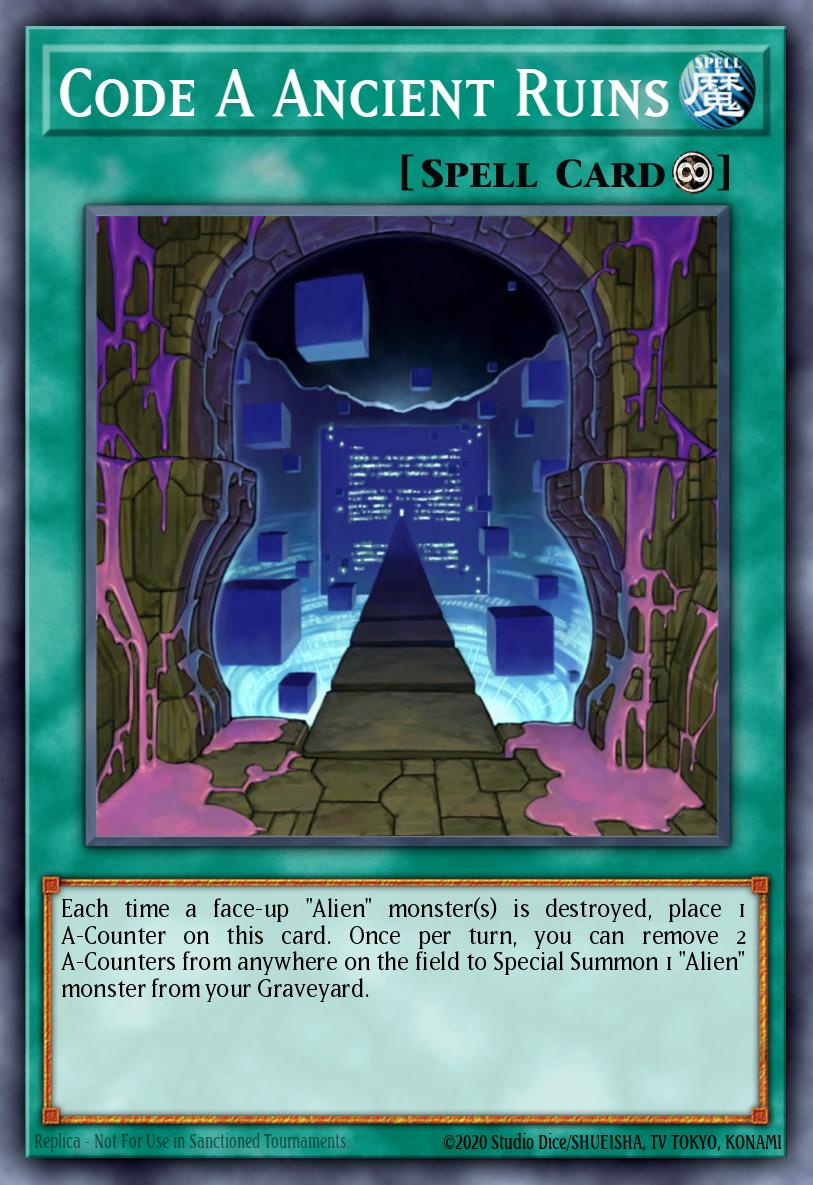 Code A Ancient Ruins
SPELL
魔
[Spell Card]
Each time a face-up "Alien" monster(s) is destroyed, place 1
A-Counter on this card. Once per turn, you can remove 2
A-Counters from anywhere on the field to Special Summon 1 "Alien"
monster from your Graveyard.
Replica - Not For Use in Sanctioned Tournaments.
©2020 Studio Dice/SHUEISHA, TV TOKYO, KONAMI